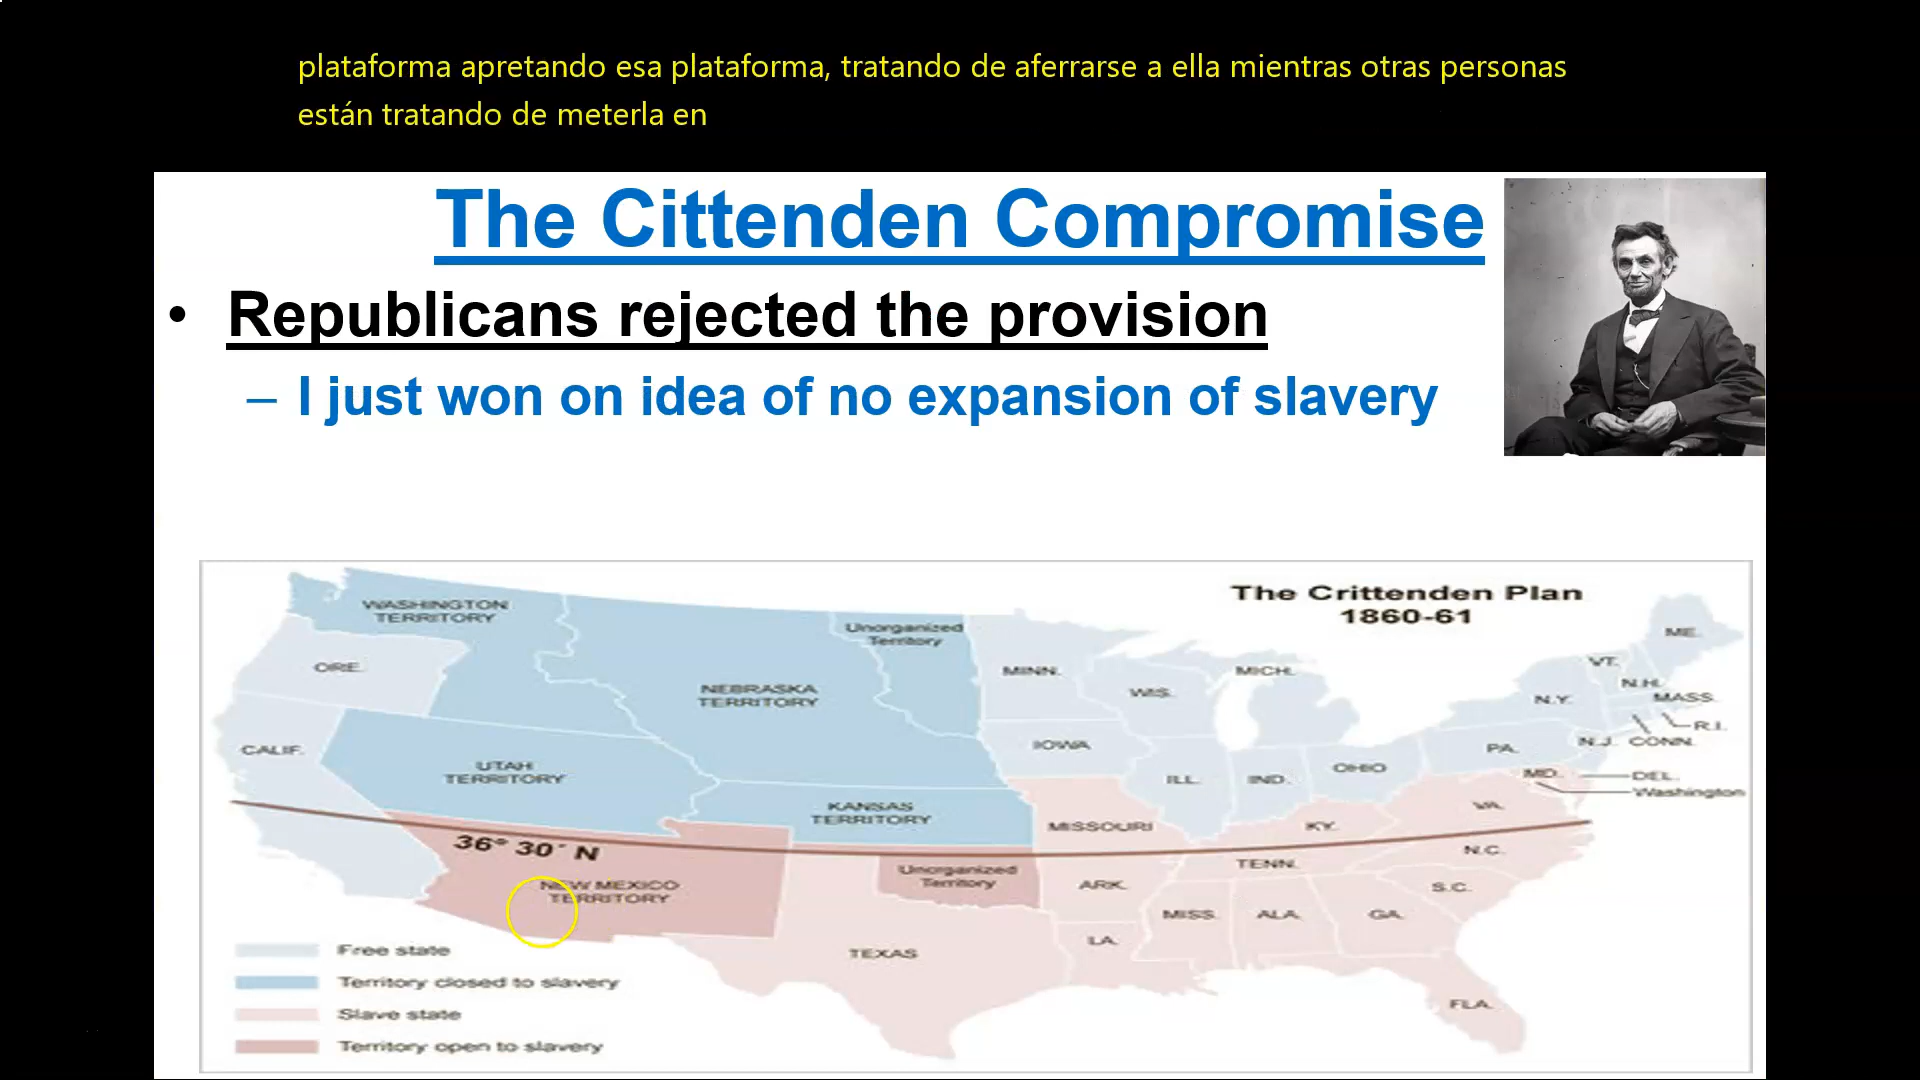 plataforma apretando esa plataforma, tratando de aferrarse a ella mientras otras personas
están tratando de meterla en
The Cittenden Compromise
• Republicans rejected the provision
– I just won on idea of no expansion of slavery
The Crittenden Plan
1860-61
WASHINGTON
TERRITORY
Unorganized
Territory
ME.
ORE.
MINN.
MICH.
VT.
N.H.
NEBRASKA
TERRITORY
WIS.
N.Y.
MASS.
R.I.
CALIF.
IOWA
PA.
N.J.
CONN.
UTAH
TERRITORY
ILL.
IND.
OHIO
MD.
DEL.
Washington
KANSAS
TERRITORY
MISSOURI
KY.
VA.
36° 30´ N
N.C.
TENN.
Unorganized
Territory
NEW MEXICO
TERRITORY
ARK.
S.C.
MISS.
ALA.
GA.
LA.
TEXAS
FLA.
Free state
Territory closed to slavery
Slave state
Territory open to slavery